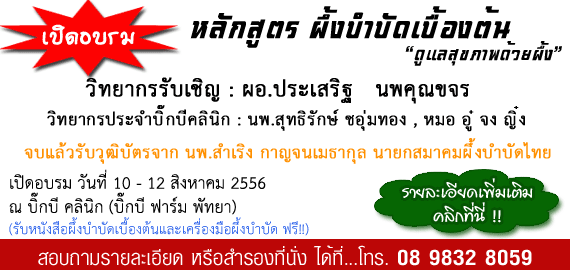 เปิดอบรม
หลักสูตร ผึ้งบำบัดเบื้องต้น
“ดูแลสุขภาพด้วยผึ้ง”
วิทยากรรับเชิญ : ผอ.ประเสริฐ นพคุณขจร
วิทยากรประจำบิ๊กบีคลินิก : นพ.สุทธิรักษ์ ซอุ่มทอง , หมอ อู๋ จง ญิ๋ง
จบแล้วรับวุฒิบัตรจาก นพ.สำเริง กาญจนเมธากุล นายกสมาคมผึ้งบำบัดไทย
เปิดอบรม วันที่ 10 - 12 สิงหาคม 2556
ณ บิ๊กบี คลินิก (บิ๊กบี ฟาร์ม พัทยา)
(รับหนังสือผึ้งบำบัดเบื้องต้นและเครื่องมือผึ้งบำบัด ฟรี!!)
รายละเอียดเพิ่มเติม
คลิกที่นี่ !!
สอบถามรายละเอียด หรือสำรองที่นั่ง ได้ที่...โทร. 08 9832 8059